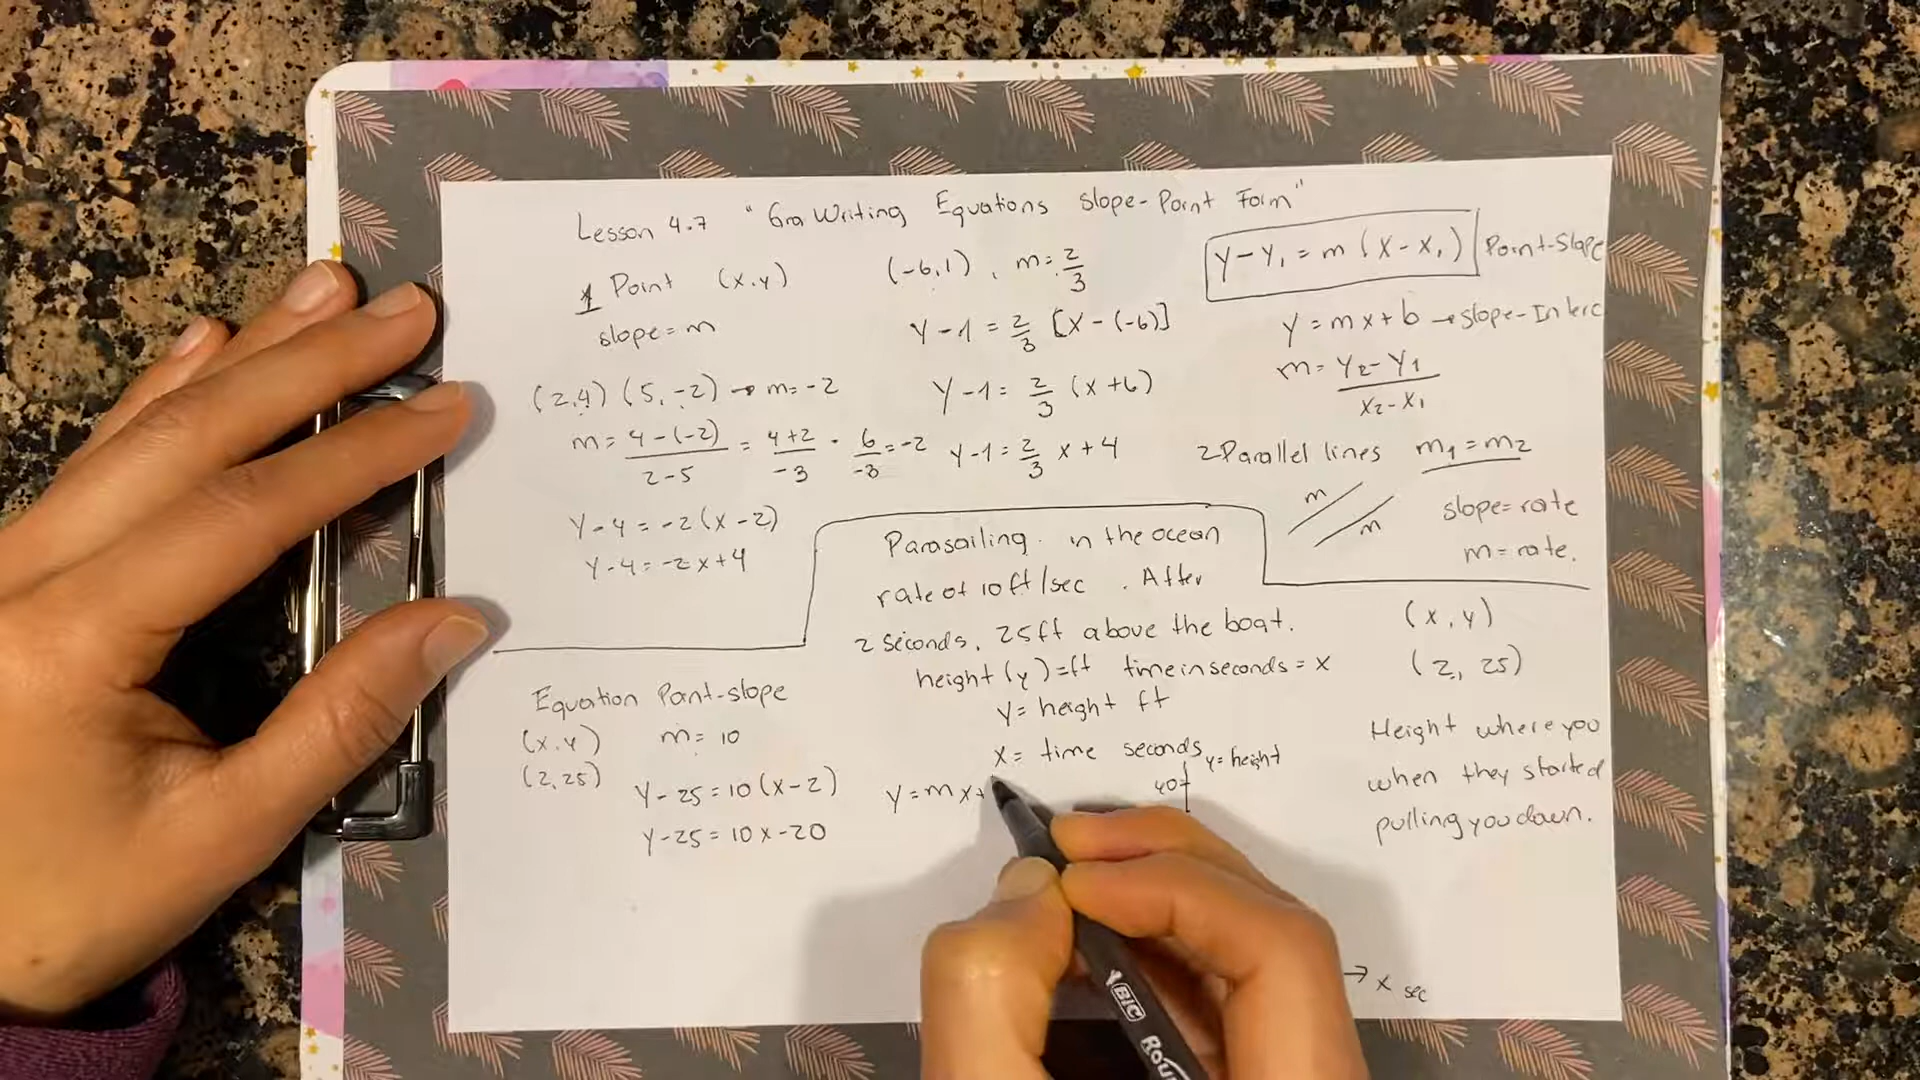 Lesson 4.7 "Gra Writing Equations Slope-Point Form"
1 Point (x,y)
slope = m
(2,4) (5,-2) → m=-2
m = 4-(-2) / 2-5 = 4+2 / -3 = 6 / -3 = -2
y-4 = -2(x-2)
y-4 = -2x+4
(-6,1), m = 2/3
y-1 = 2/3 [x-(-6)]
y-1 = 2/3 (x+6)
y-1 = 2/3 x+4
y-y₁ = m(x-x₁) Point-Slope
y = mx+b → slope-Interc
m = y₂-y₁ / x₂-x₁
2 Parallel lines m₁=m₂
m
m
slope=rate
m=rate.
Parasailing. in the ocean
rate of 10ft/sec. After
2 seconds, 25ft above the boat.
height (y)=ft time in seconds = x
y = height ft
x = time seconds
Equation Point-slope
(x,y) m = 10
(2,25)
y-25 = 10(x-2)
y-25 = 10x-20
y=mx+
y=height
40
x sec
(x,y)
(2, 25)
Height where you
when they started
pulling you down.
BIC